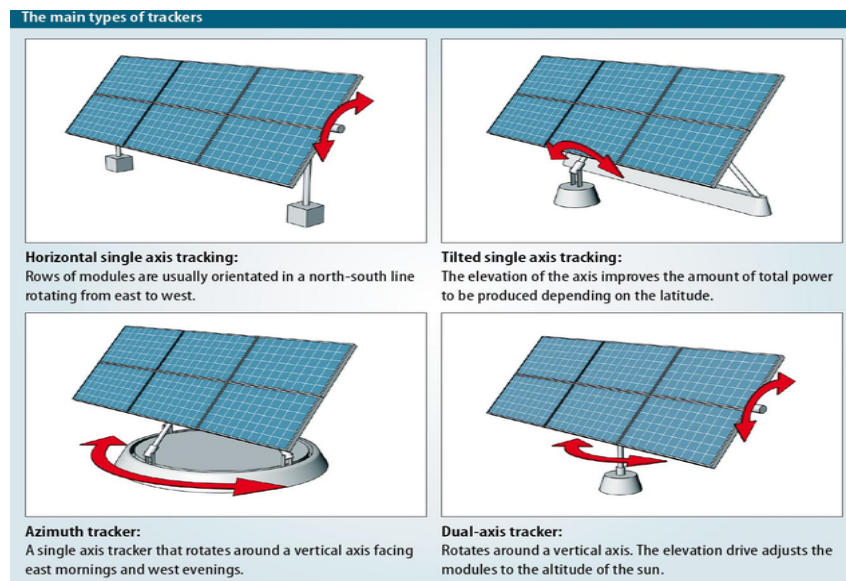 The main types of trackers
Horizontal single axis tracking:
Rows of modules are usually orientated in a north-south line
rotating from east to west.
Tilted single axis tracking:
The elevation of the axis improves the amount of total power
to be produced depending on the latitude.
Azimuth tracker:
A single axis tracker that rotates around a vertical axis facing
east mornings and west evenings.
Dual-axis tracker:
Rotates around a vertical axis. The elevation drive adjusts the
modules to the altitude of the sun.